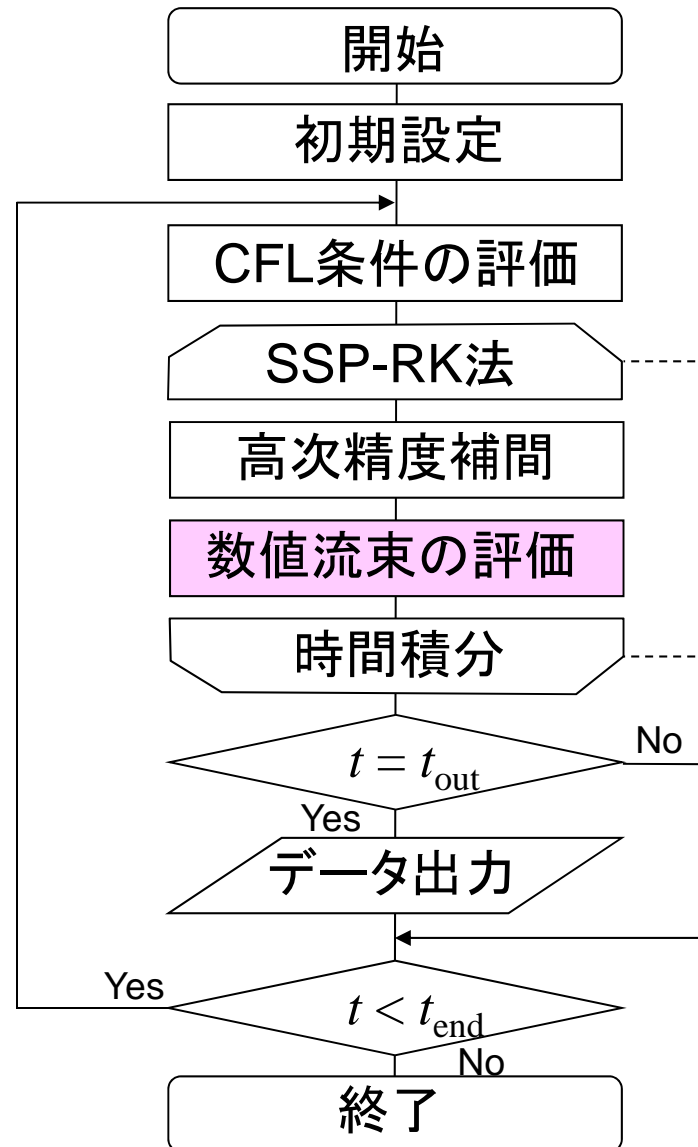 開始
初期設定
CFL条件の評価
SSP-RK法
高次精度補間
数値流束の評価
時間積分
t = t_out
No
Yes
データ出力
Yes
t < t_end
No
終了